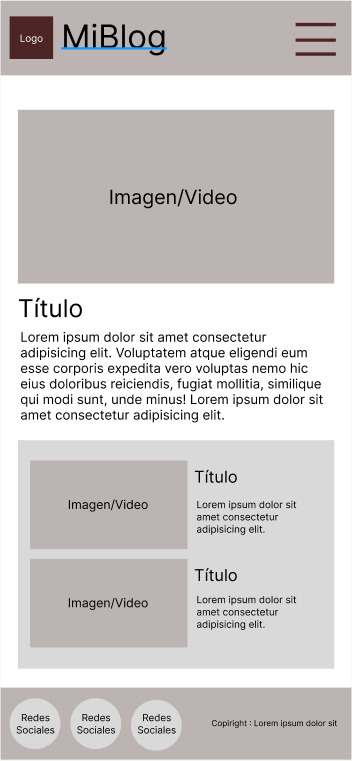 Logo
MiBlog
Imagen/Video
Título
Lorem ipsum dolor sit amet consectetur
adipisicing elit. Voluptatem atque eligendi eum
esse corporis expedita vero voluptas nemo hic
eius doloribus reiciendis, fugiat mollitia, similique
qui modi sunt, unde minus! Lorem ipsum dolor sit
amet consectetur adipisicing elit.
Imagen/Video
Título
Lorem ipsum dolor sit
amet consectetur
adipisicing elit.
Imagen/Video
Título
Lorem ipsum dolor sit
amet consectetur
adipisicing elit.
Redes
Sociales
Redes
Sociales
Redes
Sociales
Copiright : Lorem ipsum dolor sit